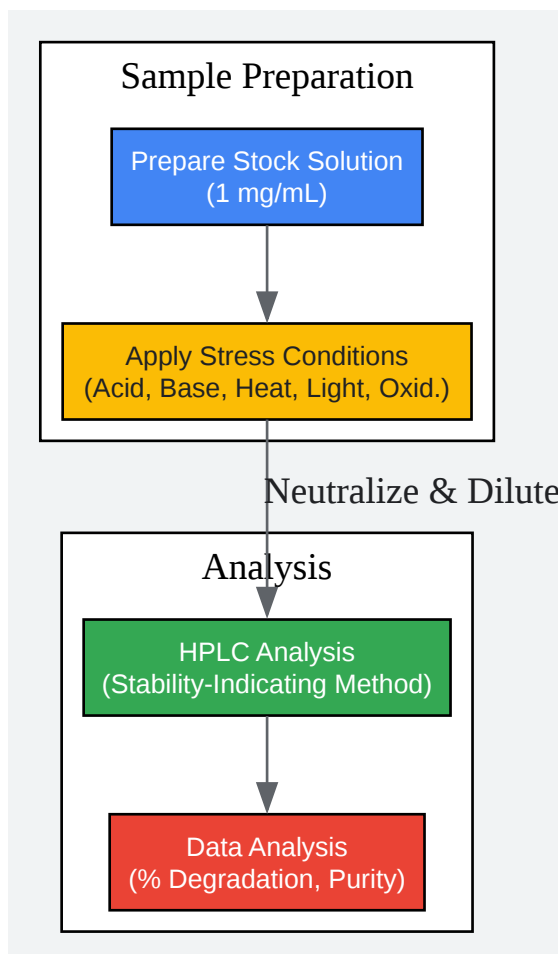 Sample Preparation
Prepare Stock Solution
(1 mg/mL)
Apply Stress Conditions
(Acid, Base, Heat, Light, Oxid.)
Neutralize & Dilute
Analysis
HPLC Analysis
(Stability-Indicating Method)
Data Analysis
(% Degradation, Purity)